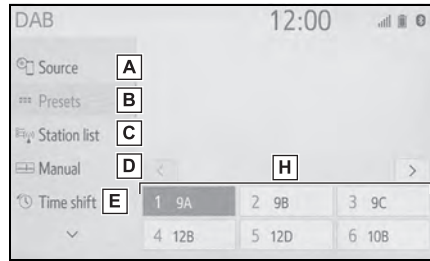 DAB 12:00
Source A
Presets B
Station list C
Manual D H
Time shift E
1 9A 2 9B 3 9C
4 12B 5 12D 6 10B